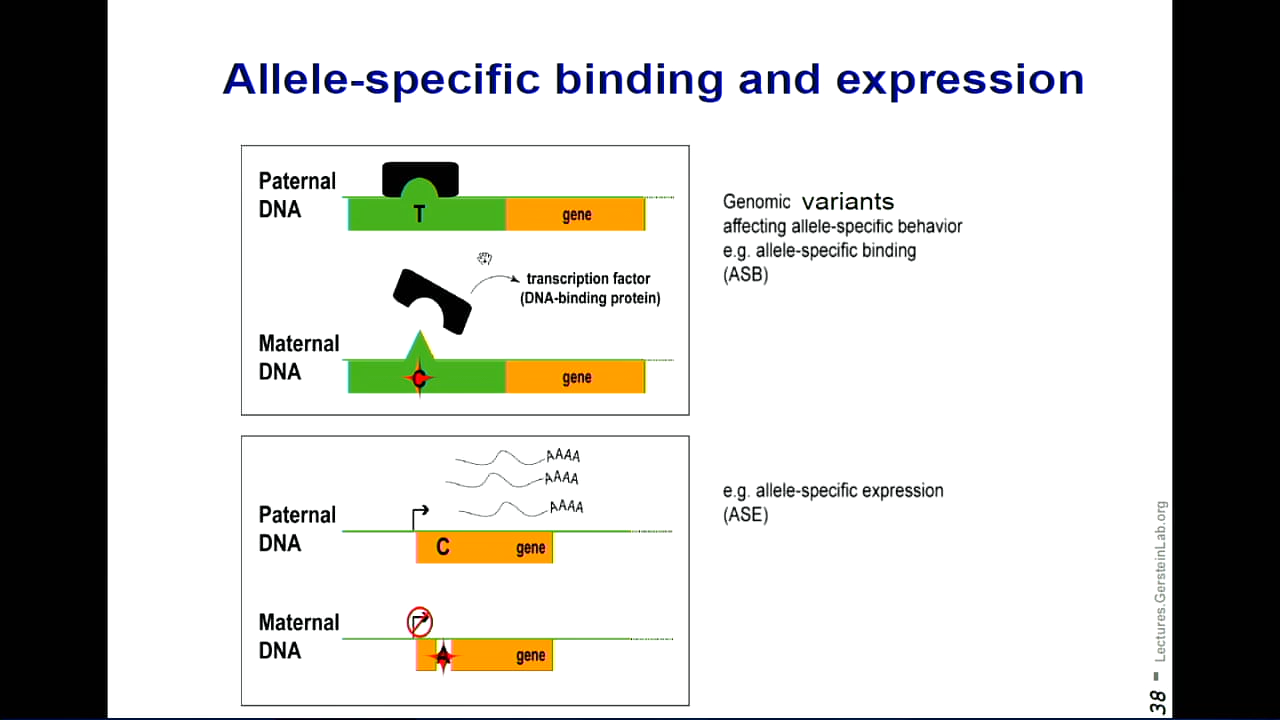 Allele-specific binding and expression
Paternal
DNA
T
gene
transcription factor
(DNA-binding protein)
Maternal
DNA
C
gene
Genomic variants
affecting allele-specific behavior
e.g. allele-specific binding
(ASB)
AAAA
AAAA
AAAA
Paternal
DNA
C
gene
Maternal
DNA
A
gene
e.g. allele-specific expression
(ASE)
38 - Lectures.GersteinLab.org